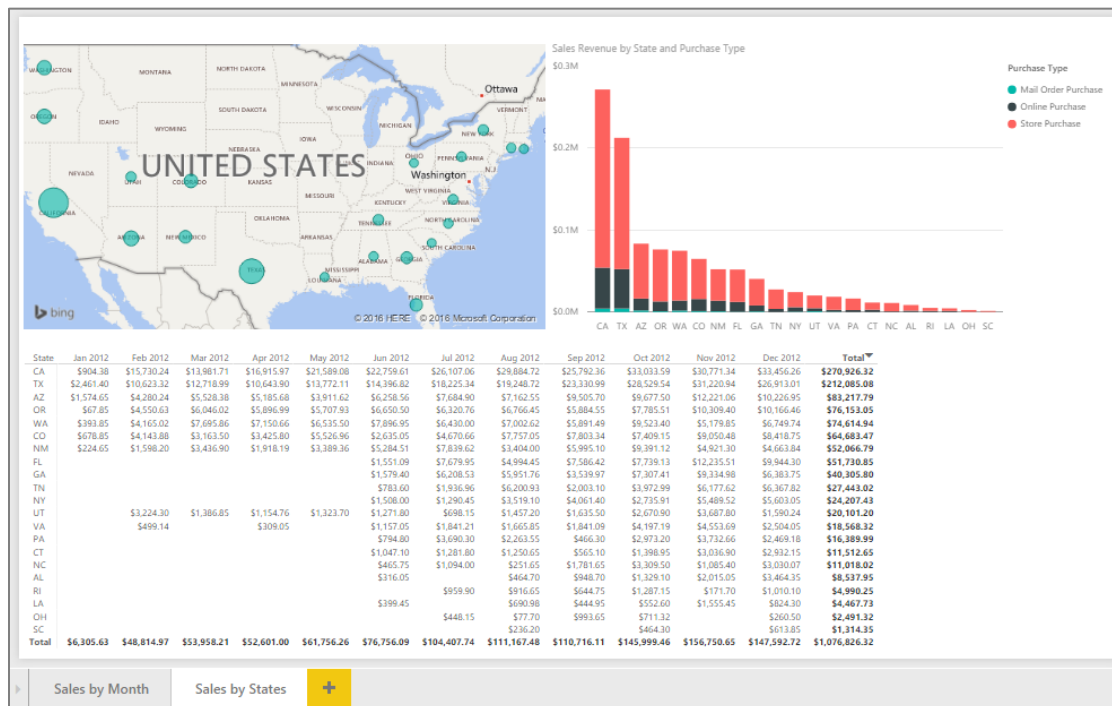 WASHINGTON
MONTANA
NORTH DAKOTA
MINNESOTA
Ottawa
VERMONT
OREGON
IDAHO
SOUTH DAKOTA
WISCONSIN
MICHIGAN
NEW YORK
WYOMING
IOWA
NEBRASKA
UNITED STATES
NEVADA
UTAH
COLORADO
KANSAS
INDIANA
OHIO
PENNSYLVANIA
N.J.
Washington
MISSOURI
WEST VIRGINIA
KENTUCKY
VIRGINIA
CALIFORNIA
OKLAHOMA
TENNESSEE
NORTH CAROLINA
ARIZONA
NEW MEXICO
ARKANSAS
SOUTH CAROLINA
TEXAS
MISSISSIPPI
ALABAMA
GEORGIA
LOUISIANA
FLORIDA
bing
© 2016 HERE © 2016 Microsoft Corporation
Sales Revenue by State and Purchase Type
$0.3M
$0.2M
$0.1M
$0.0M
CA TX AZ OR WA CO NM FL GA TN NY UT VA PA CT NC AL RI LA OH SC
Purchase Type
Mail Order Purchase
Online Purchase
Store Purchase
State Jan 2012 Feb 2012 Mar 2012 Apr 2012 May 2012 Jun 2012 Jul 2012 Aug 2012 Sep 2012 Oct 2012 Nov 2012 Dec 2012 Total
CA $904.38 $15,730.24 $13,981.71 $16,915.97 $21,589.08 $22,759.61 $26,107.06 $29,884.72 $25,792.36 $33,033.59 $30,771.34 $33,456.26 $270,926.32
TX $2,461.40 $10,623.32 $12,718.99 $10,643.90 $13,772.11 $14,396.82 $18,225.34 $19,248.72 $23,330.99 $28,529.54 $31,220.94 $26,913.01 $212,085.08
AZ $1,574.65 $4,280.24 $5,528.38 $5,185.68 $3,911.62 $6,258.56 $7,684.90 $7,162.55 $9,505.70 $9,677.50 $12,221.06 $10,226.95 $83,217.79
OR $67.85 $4,550.63 $6,046.02 $5,896.99 $5,707.93 $6,650.50 $6,320.76 $6,766.45 $5,884.55 $7,785.51 $10,309.40 $10,166.46 $76,153.05
WA $393.85 $4,165.02 $7,695.86 $7,150.66 $6,535.50 $7,896.95 $6,430.00 $7,002.62 $5,891.49 $9,523.40 $5,179.85 $6,749.74 $74,614.94
CO $678.85 $4,143.88 $3,163.50 $3,425.80 $5,526.96 $2,635.05 $4,670.66 $7,757.05 $7,803.34 $7,409.15 $9,050.48 $8,418.75 $64,683.47
NM $224.65 $1,598.20 $3,436.90 $1,918.19 $3,389.36 $5,284.51 $7,839.62 $3,404.00 $5,995.10 $9,391.12 $4,921.30 $4,663.84 $52,066.79
FL $1,551.09 $7,679.95 $4,994.45 $7,586.42 $7,739.13 $12,235.51 $9,944.30 $51,730.85
GA $1,579.40 $6,208.53 $5,951.76 $3,539.97 $7,307.41 $9,334.98 $6,383.75 $40,305.80
TN $783.60 $1,936.96 $6,200.93 $2,003.10 $3,972.99 $6,177.62 $6,367.82 $27,443.02
NY $1,508.00 $1,290.45 $3,519.10 $4,061.40 $2,735.91 $5,489.52 $5,603.05 $24,207.43
UT $3,224.30 $1,386.85 $1,154.76 $1,323.70 $1,271.80 $698.15 $1,457.20 $1,635.50 $2,670.90 $3,687.80 $1,590.24 $20,101.20
VA $499.14 $309.05 $1,157.05 $1,841.21 $1,665.85 $1,841.09 $4,197.19 $4,553.69 $2,504.05 $18,568.32
PA $794.80 $3,690.30 $2,263.55 $466.30 $2,973.20 $3,732.66 $2,469.18 $16,389.99
CT $1,047.10 $1,281.80 $1,250.65 $565.10 $1,398.95 $3,036.90 $2,932.15 $11,512.65
NC $465.75 $1,094.00 $251.65 $1,781.65 $3,309.50 $1,085.40 $3,030.07 $11,018.02
AL $316.05 $464.70 $948.70 $1,329.10 $2,015.05 $3,464.35 $8,537.95
RI $959.90 $916.65 $644.75 $1,287.15 $171.70 $1,010.10 $4,990.25
LA $399.45 $690.98 $444.95 $552.60 $1,555.45 $824.30 $4,467.73
OH $448.15 $77.70 $993.65 $711.32 $260.50 $2,491.32
SC $236.20 $464.30 $613.85 $1,314.35
Total $6,305.63 $48,814.97 $53,958.21 $52,601.00 $61,756.26 $76,756.09 $104,407.74 $111,167.48 $110,716.11 $145,999.46 $156,750.65 $147,592.72 $1,076,826.32
Sales by Month
Sales by States
+